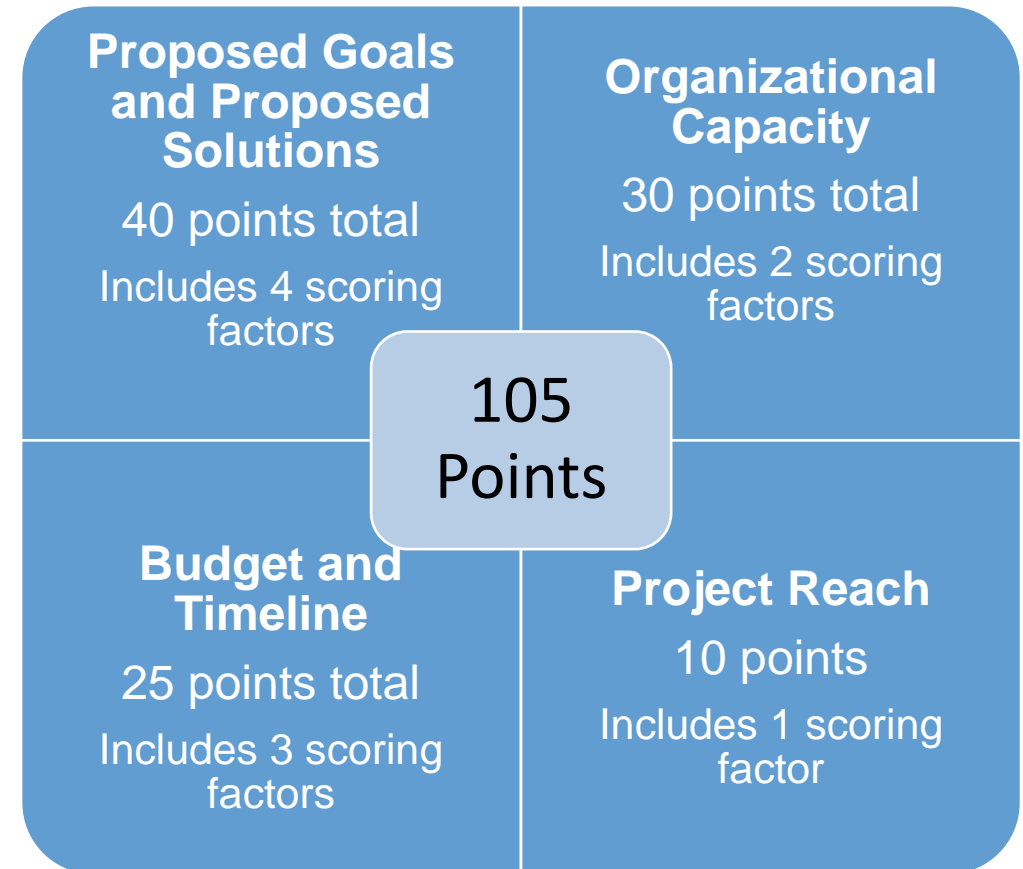 Proposed Goals
and Proposed
Solutions
40 points total
Includes 4 scoring
factors
Organizational
Capacity
30 points total
Includes 2 scoring
factors
105
Points
Budget and
Timeline
25 points total
Includes 3 scoring
factors
Project Reach
10 points
Includes 1 scoring
factor